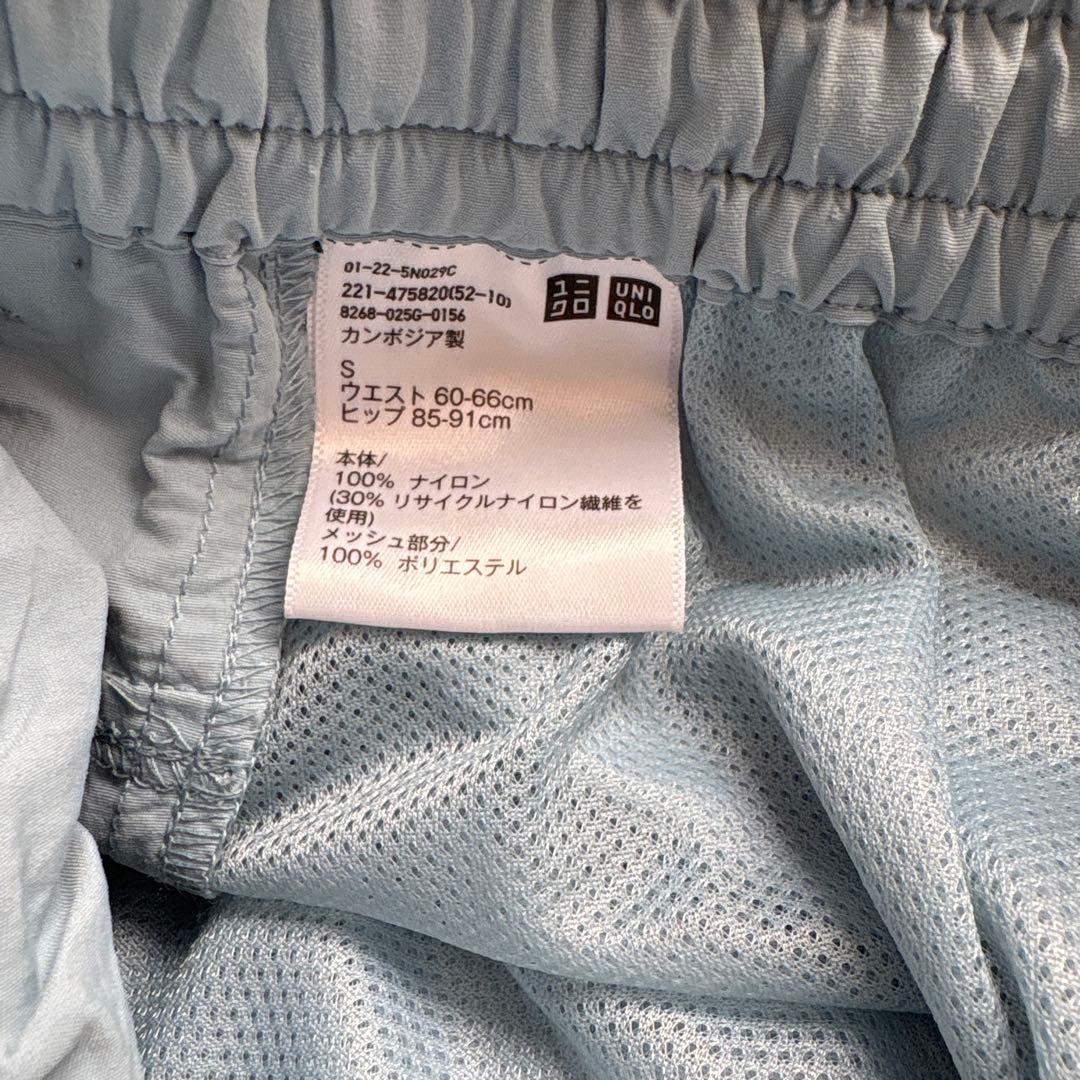 01-22-5N029C
221-475820(52-10)
8268-025G-0156
カンボジア製
ユニ
クロ
UNI
QLO
S
ウエスト 60-66cm
ヒップ 85-91cm
本体/
100% ナイロン
(30% リサイクルナイロン繊維を
使用)
メッシュ部分/
100% ポリエステル